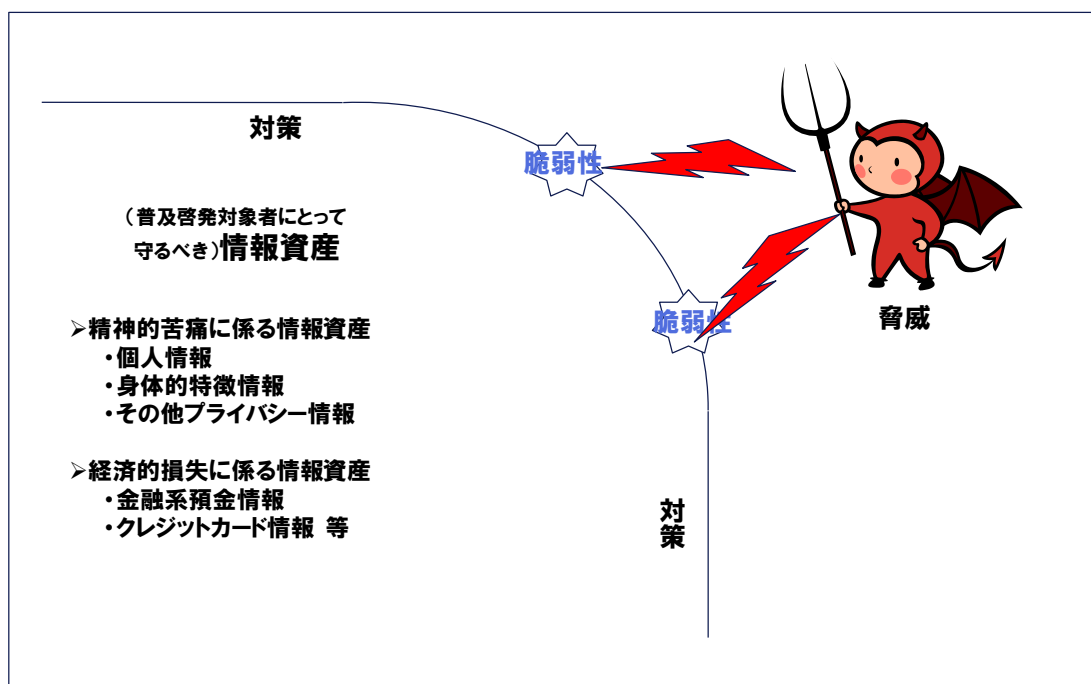 対策
脆弱性
（普及啓発対象者にとって
守るべき）情報資産
脆弱性
脅威
➢精神的苦痛に係る情報資産
・個人情報
・身体的特徴情報
・その他プライバシー情報
➢経済的損失に係る情報資産
・金融系預金情報
・クレジットカード情報 等
対策